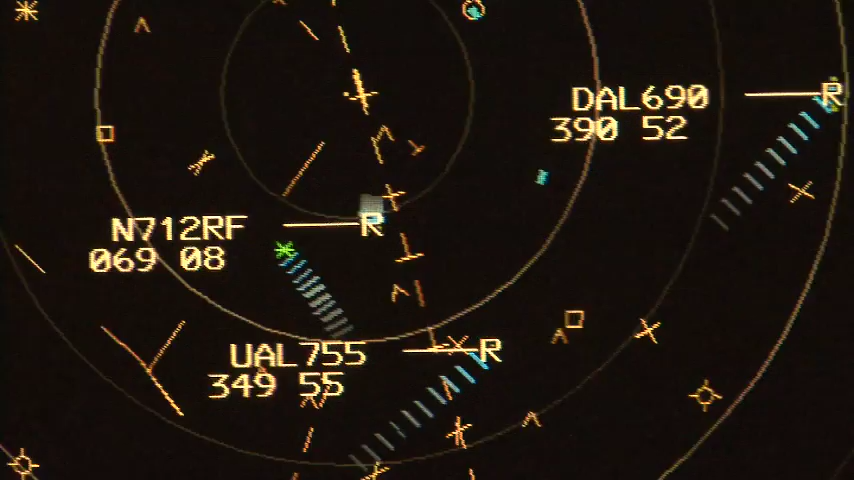 DAL690
R
390 52
N712RF
R
069 08
UAL755
R
349 55